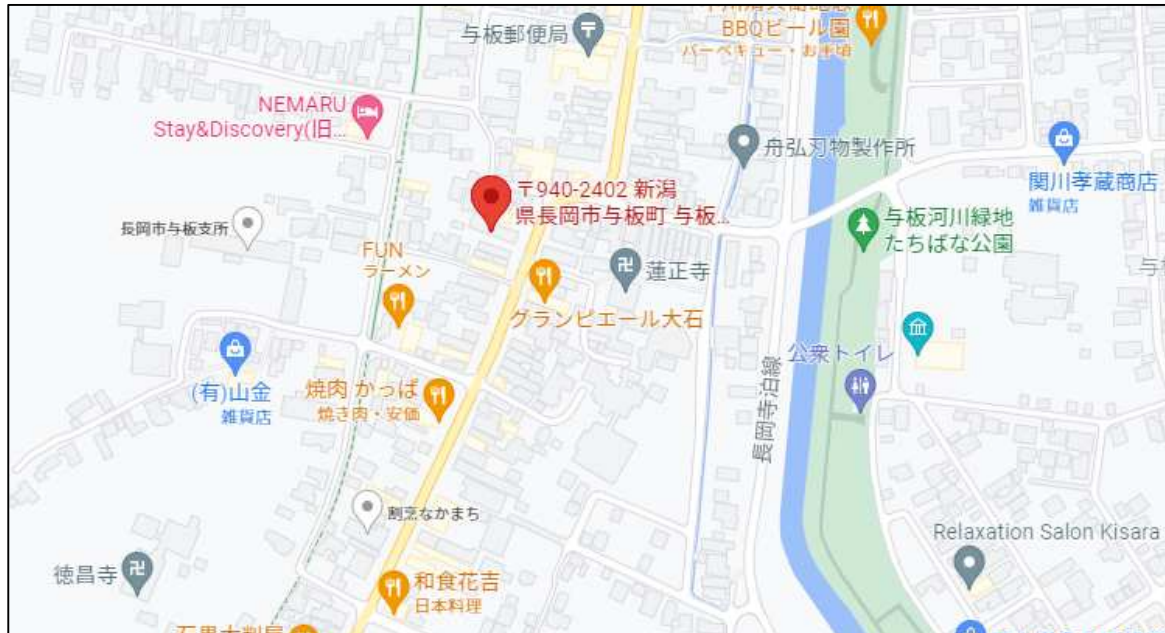 与板郵便局
BBQビール園
バーベキュー・お手頃
NEMARU
Stay&Discovery(旧...
舟弘刃物製作所
関川孝蔵商店
雑貨店
〒940-2402 新潟
県長岡市与板町 与板...
与板河川緑地
たちばな公園
長岡市与板支所
FUN
ラーメン
蓮正寺
グランピエール大石
公衆トイレ
(有)山金
雑貨店
焼肉 かっぱ
焼き肉・安価
長岡寺泊線
割烹なかまち
Relaxation Salon Kisara
徳昌寺
和食花吉
日本料理